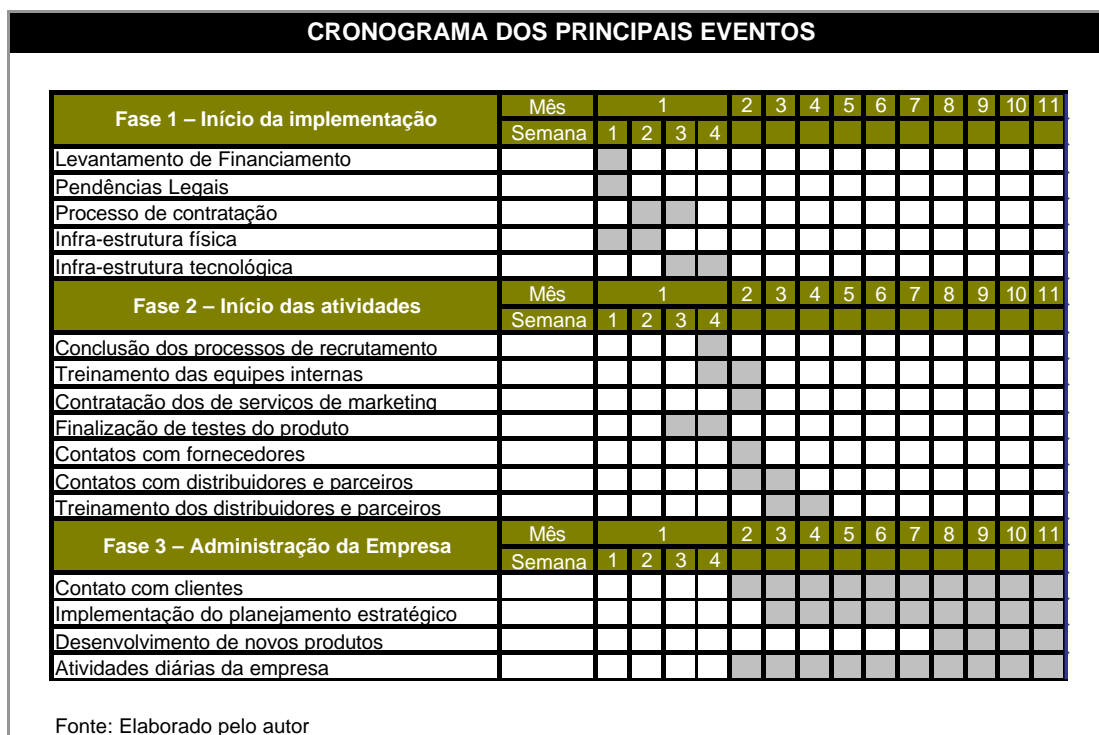 CRONOGRAMA DOS PRINCIPAIS EVENTOS
Fase 1 – Início da implementação Mês 1 2 3 4 5 6 7 8 9 10 11
Semana 1 2 3 4
Levantamento de Financiamento
Pendências Legais
Processo de contratação
Infra-estrutura física
Infra-estrutura tecnológica
Fase 2 – Início das atividades Mês 1 2 3 4 5 6 7 8 9 10 11
Semana 1 2 3 4
Conclusão dos processos de recrutamento
Treinamento das equipes internas
Contratação dos de serviços de marketing
Finalização de testes do produto
Contatos com fornecedores
Contatos com distribuidores e parceiros
Treinamento dos distribuidores e parceiros
Fase 3 – Administração da Empresa Mês 1 2 3 4 5 6 7 8 9 10 11
Semana 1 2 3 4
Contato com clientes
Implementação do planejamento estratégico
Desenvolvimento de novos produtos
Atividades diárias da empresa
Fonte: Elaborado pelo autor